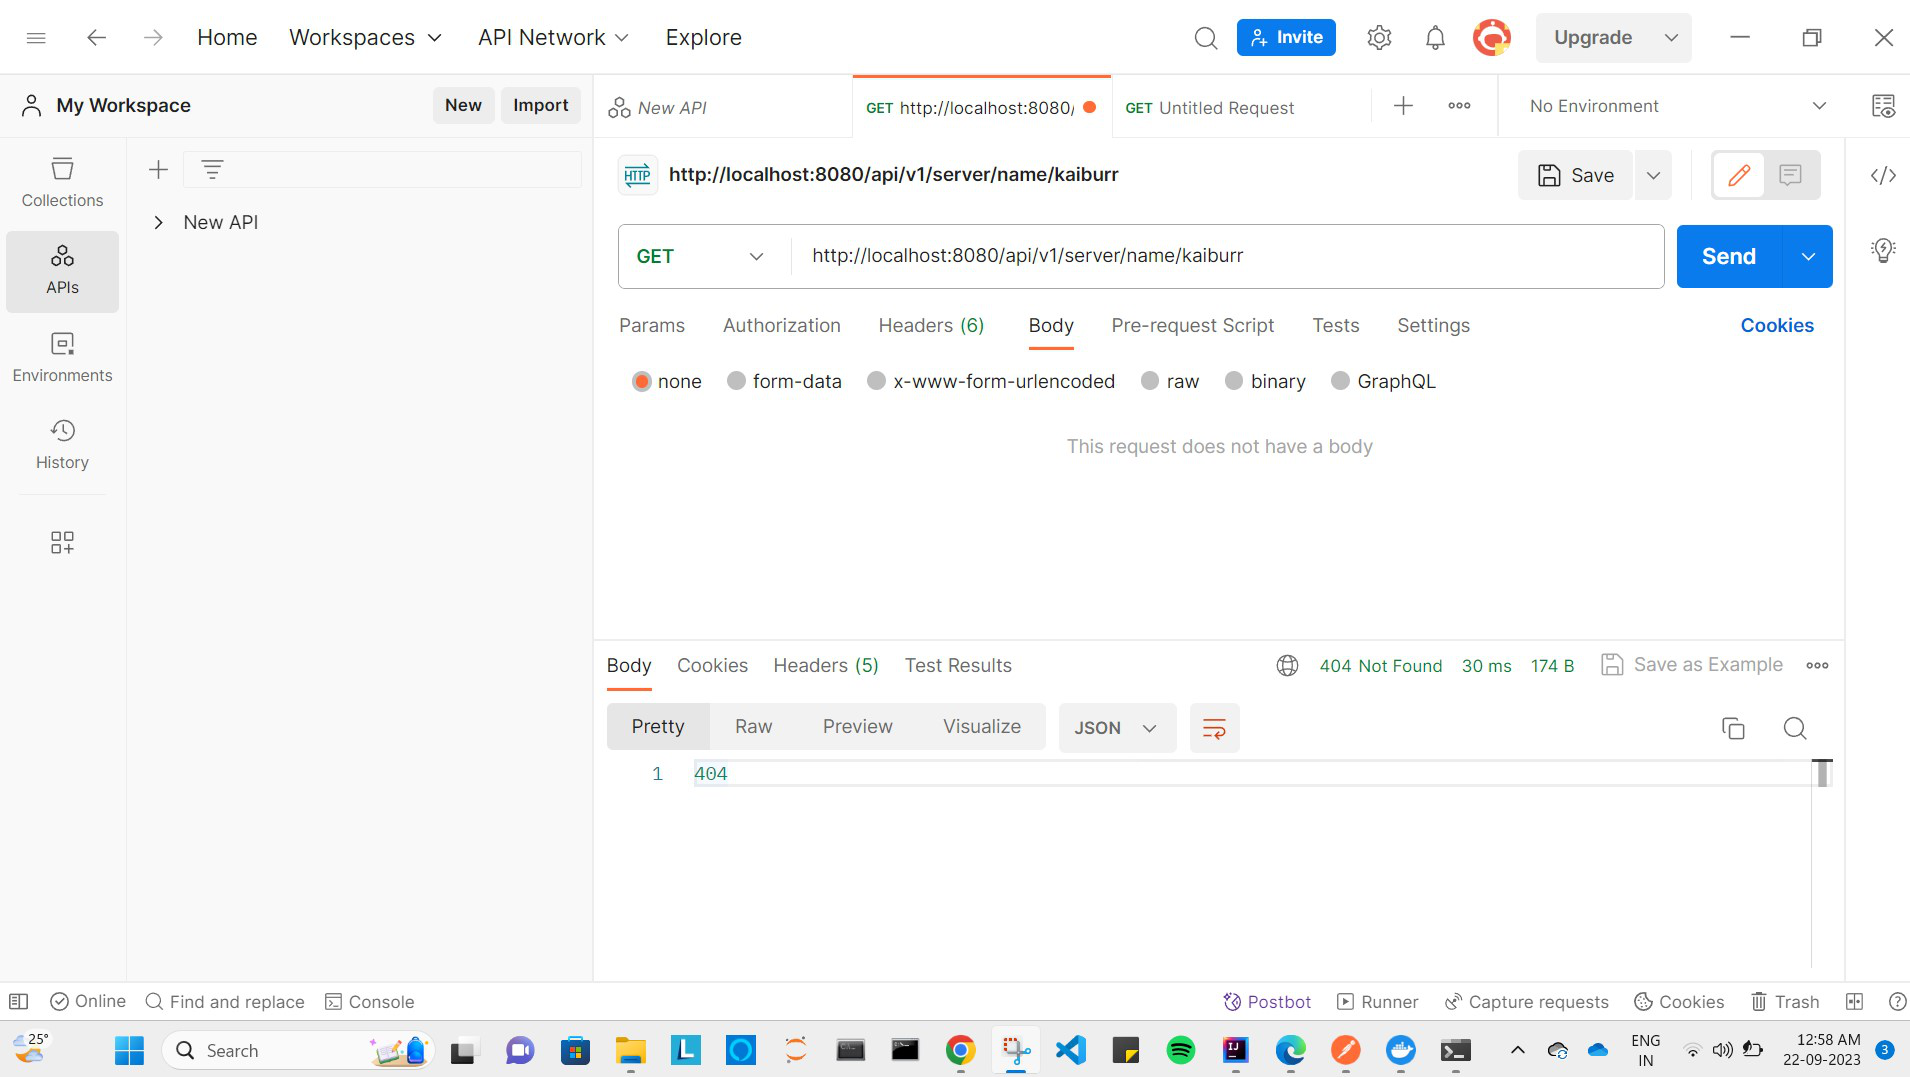 Home Workspaces API Network Explore Invite Upgrade
My Workspace New Import New API GET http://localhost:8080/ GET Untitled Request No Environment
HTTP http://localhost:8080/api/v1/server/name/kaiburr Save
Collections
New API
GET http://localhost:8080/api/v1/server/name/kaiburr Send
APIs
Params Authorization Headers (6) Body Pre-request Script Tests Settings Cookies
Environments
none form-data x-www-form-urlencoded raw binary GraphQL
History
This request does not have a body
Body Cookies Headers (5) Test Results 404 Not Found 30 ms 174 B Save as Example
Pretty Raw Preview Visualize JSON
1 404
Online Find and replace Console Postbot Runner Capture requests Cookies Trash
25° Search L IJ ENG 12:58 AM
IN 22-09-2023 3